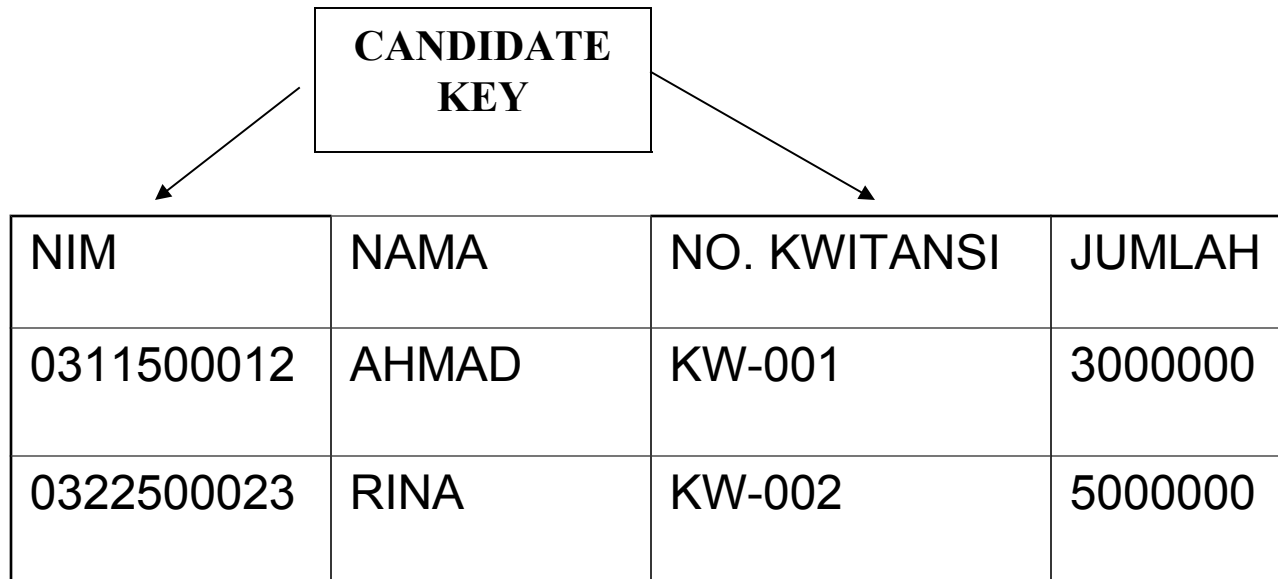 CANDIDATE
KEY
NIM NAMA NO. KWITANSI JUMLAH
0311500012 AHMAD KW-001 3000000
0322500023 RINA KW-002 5000000